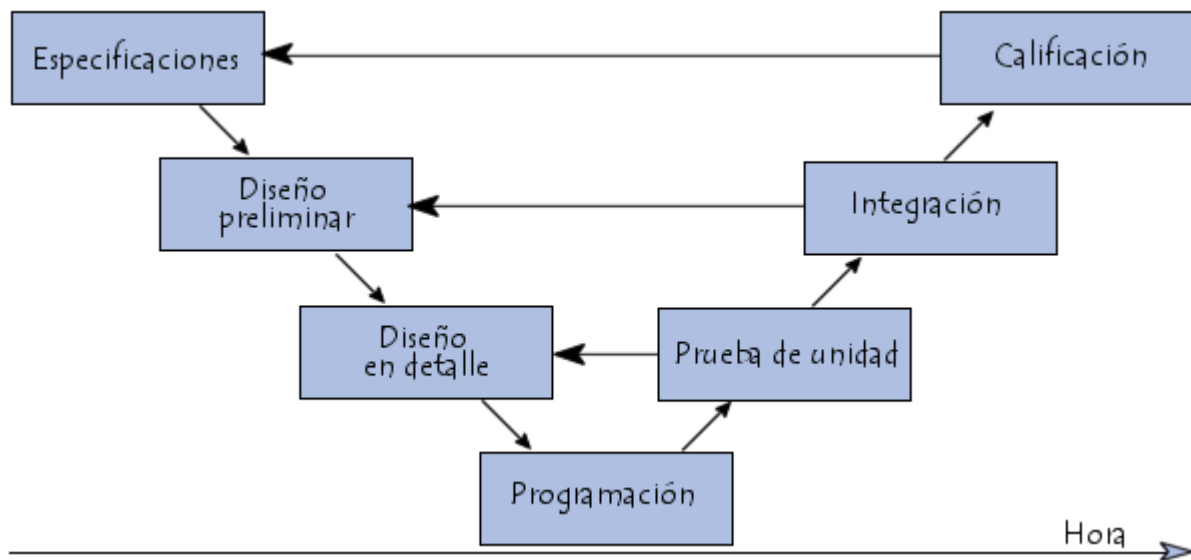 Especificaciones
Calificación
Diseño
preliminar
Integración
Diseño
en detalle
Prueba de unidad
Programación
Hora